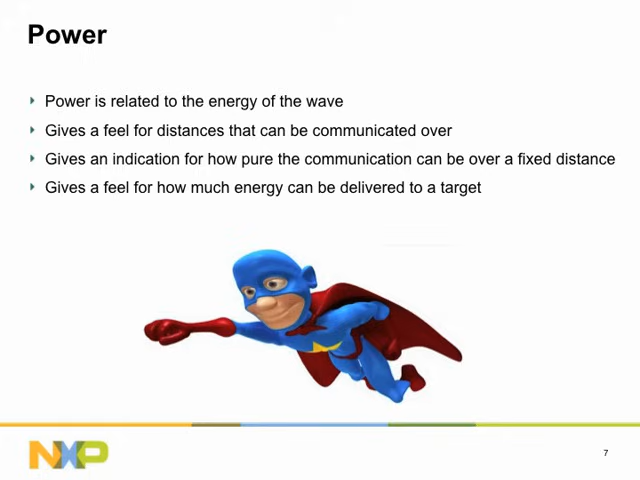 Power
Power is related to the energy of the wave
Gives a feel for distances that can be communicated over
Gives an indication for how pure the communication can be over a fixed distance
Gives a feel for how much energy can be delivered to a target
NXP
7